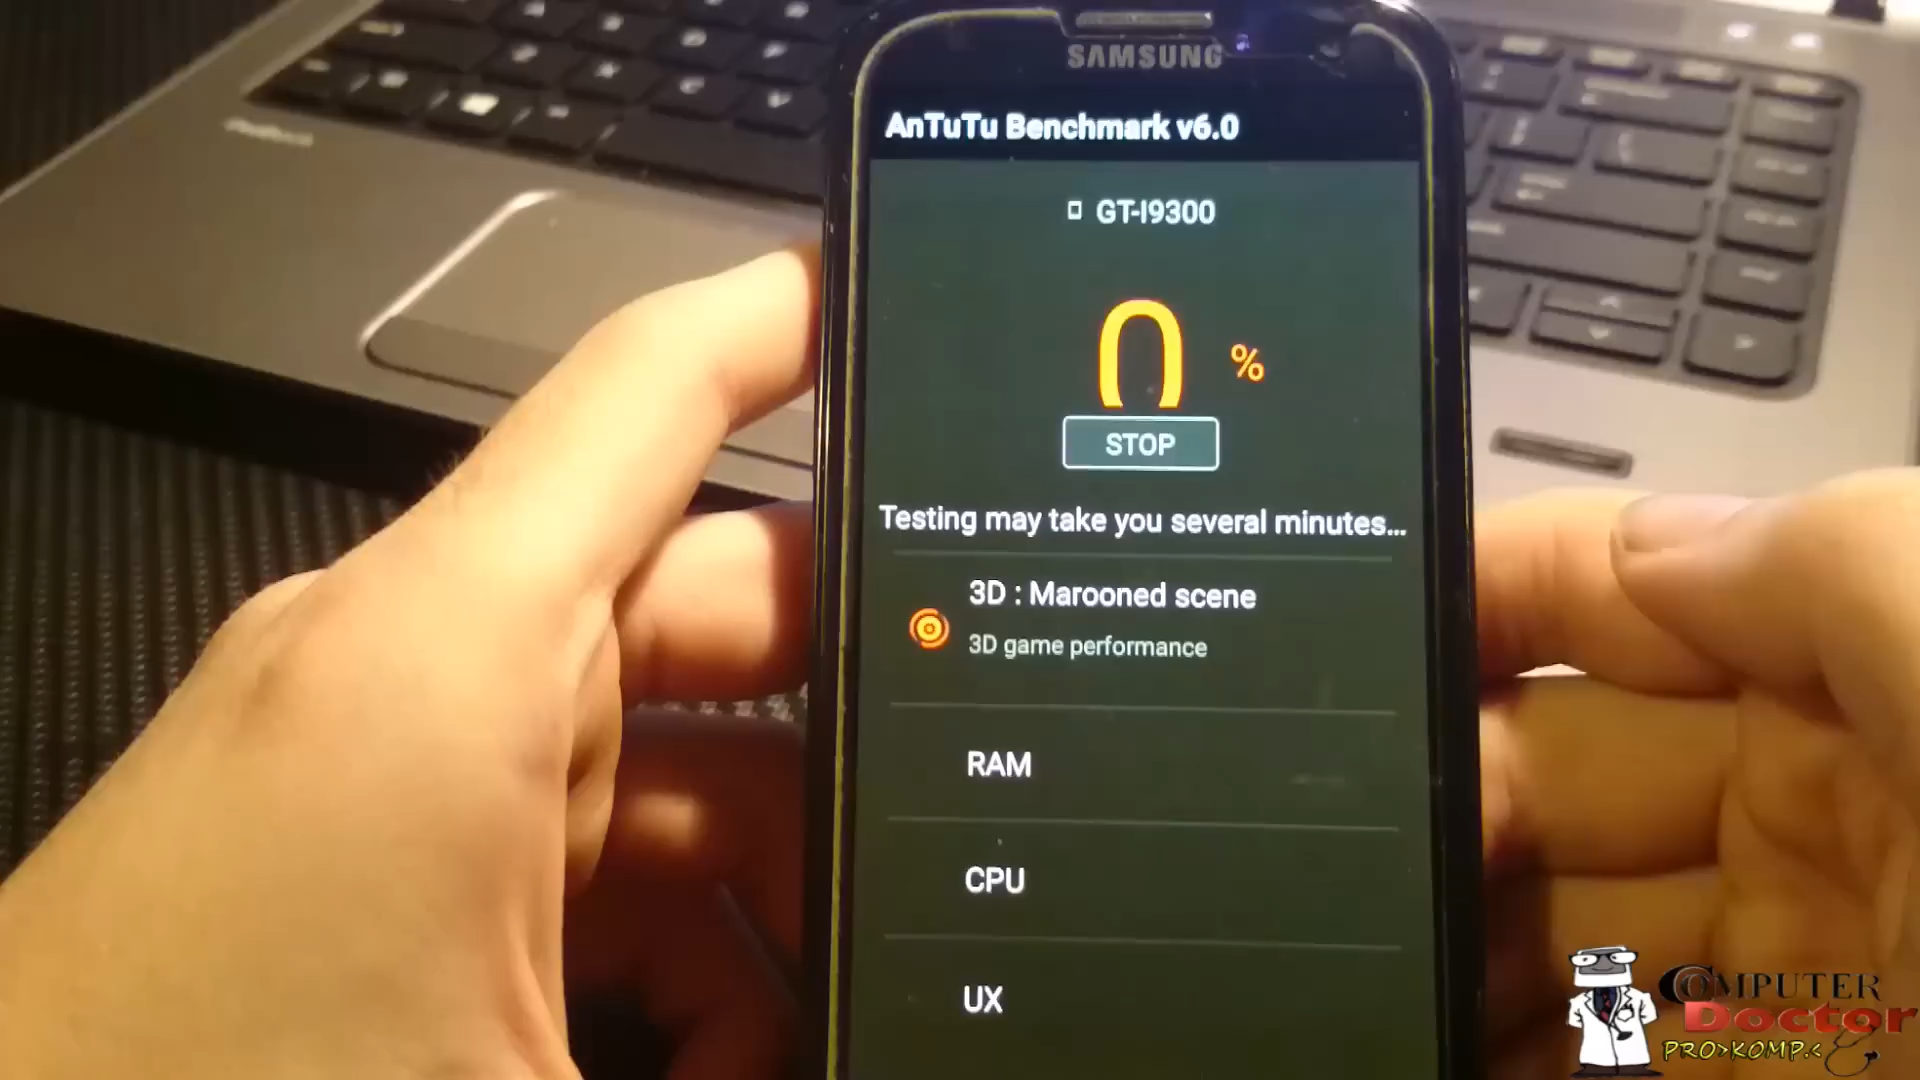 SAMSUNG
AnTuTu Benchmark v6.0
GT-I9300
0 %
STOP
Testing may take you several minutes...
3D : Marooned scene
3D game performance
RAM
CPU
UX
COMPUTER
Doctor
PRO>KOMP.<